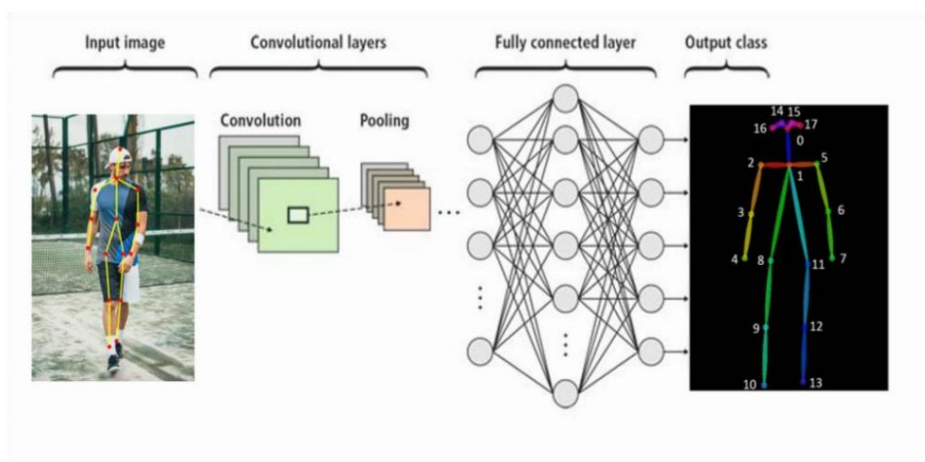 Input image
Convolutional layers
Fully connected layer
Output class
Convolution
Pooling
14 15
16 17
0
2 5
1
3 6
4 8 11 7
9 12
10 13